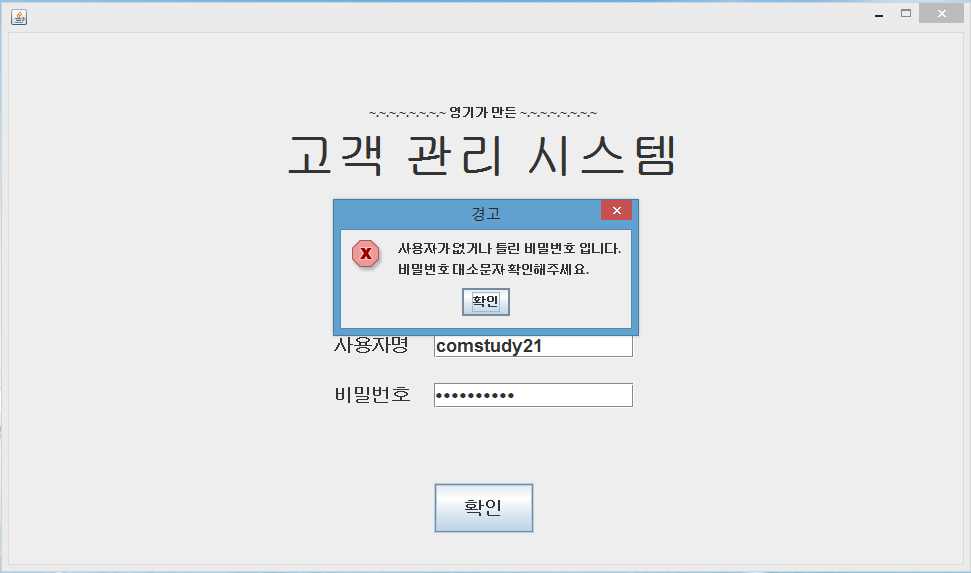 ~.~.~.~.~.~.~.~ 영기가 만든 ~.~.~.~.~.~.~.~
고객 관리 시스템
경고
사용자가 없거나 틀린 비밀번호 입니다.
비밀번호 대소문자 확인해주세요.
확인
사용자명 comstudy21
비밀번호 ••••••••••
확인